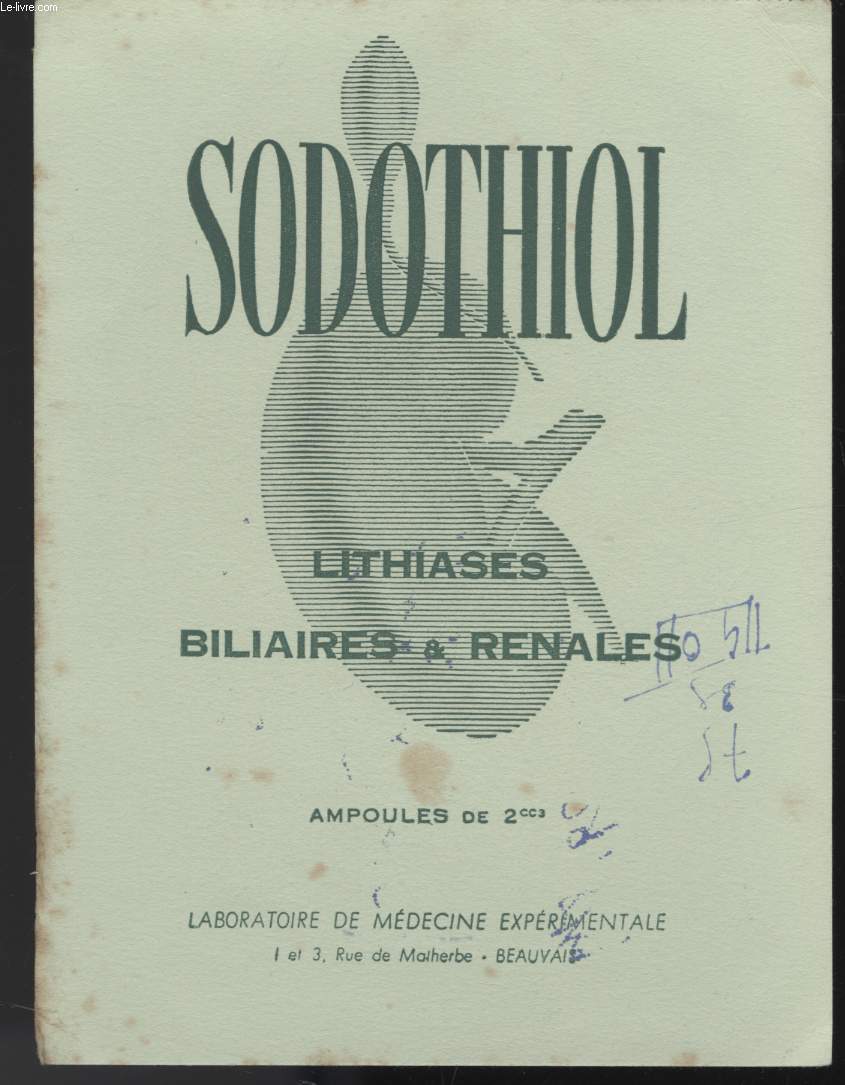 Le-livre.com
SODOTHIOL
LITHIASES
BILIAIRES & RENALES
AMPOULES DE 2cc3
LABORATOIRE DE MÉDECINE EXPÉRIMENTALE
1 et 3, Rue de Malherbe - BEAUVAIS